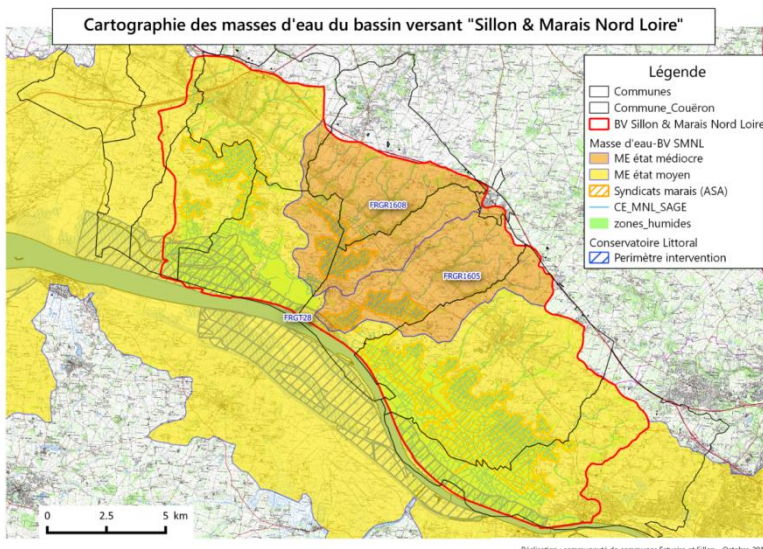 Cartographie des masses d'eau du bassin versant "Sillon & Marais Nord Loire"
Légende
Communes
Commune_Couëron
BV Sillon & Marais Nord Loire
Masse d'eau-BV SMNL
ME état médiocre
ME état moyen
Syndicats marais (ASA)
CE_MNL_SAGE
zones_humides
Conservatoire Littoral
Perimètre intervention
FRGR1608
FRGR1605
FRGT28
0 2.5 5 km